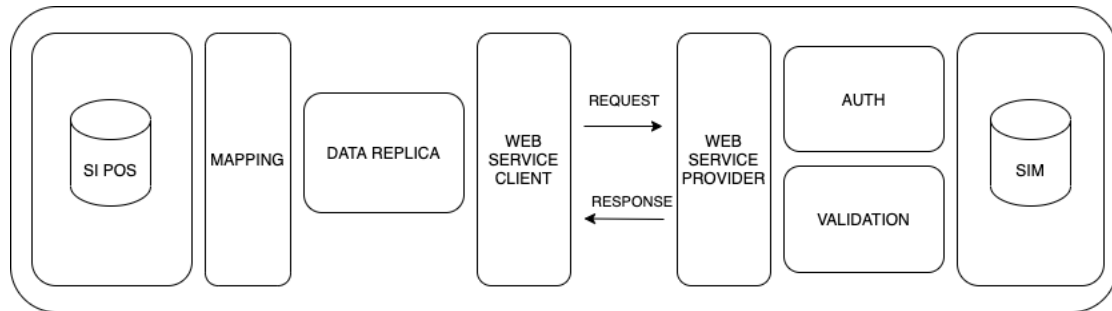 SI POS
MAPPING
DATA REPLICA
WEB
SERVICE
CLIENT
REQUEST
RESPONSE
WEB
SERVICE
PROVIDER
AUTH
VALIDATION
SIM